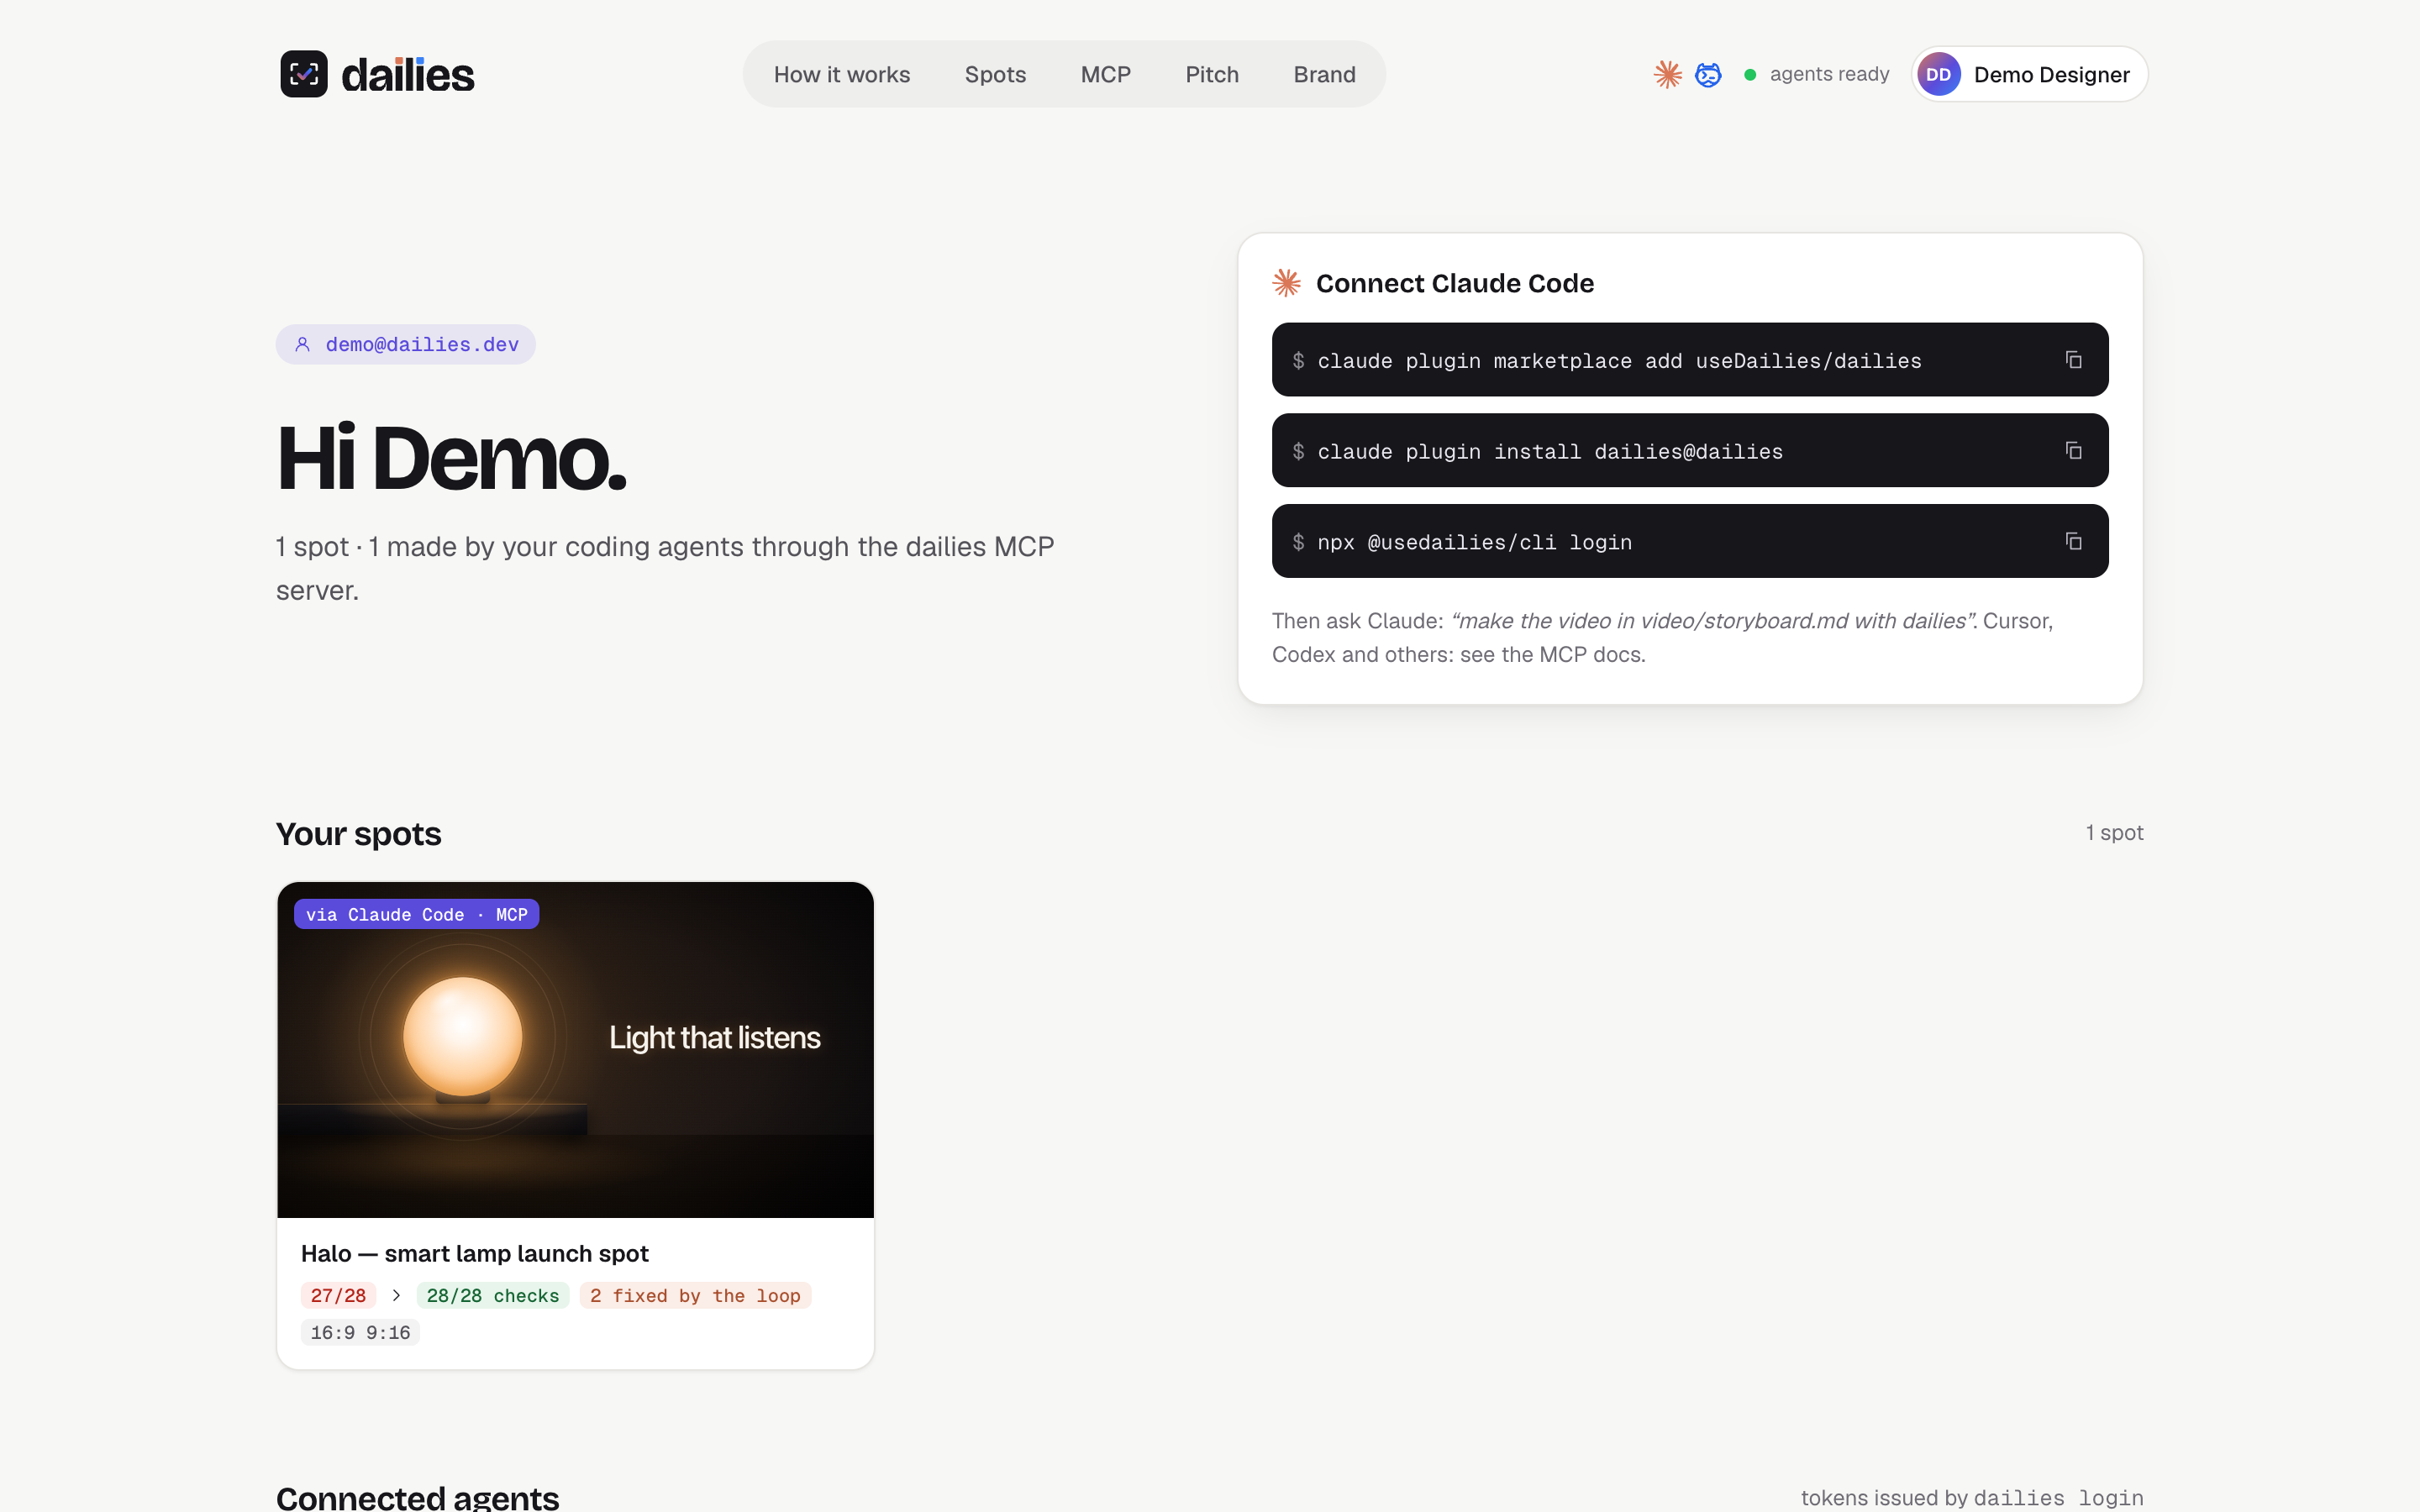 dailies
How it works Spots MCP Pitch Brand
agents ready
DD Demo Designer
demo@dailies.dev
Hi Demo.
1 spot · 1 made by your coding agents through the dailies MCP
server.
Connect Claude Code
$ claude plugin marketplace add useDailies/dailies
$ claude plugin install dailies@dailies
$ npx @usedailies/cli login
Then ask Claude: “make the video in video/storyboard.md with dailies”. Cursor,
Codex and others: see the MCP docs.
Your spots
1 spot
via Claude Code · MCP
Light that listens
Halo — smart lamp launch spot
27/28 > 28/28 checks 2 fixed by the loop
16:9 9:16
Connected agents
tokens issued by dailies login